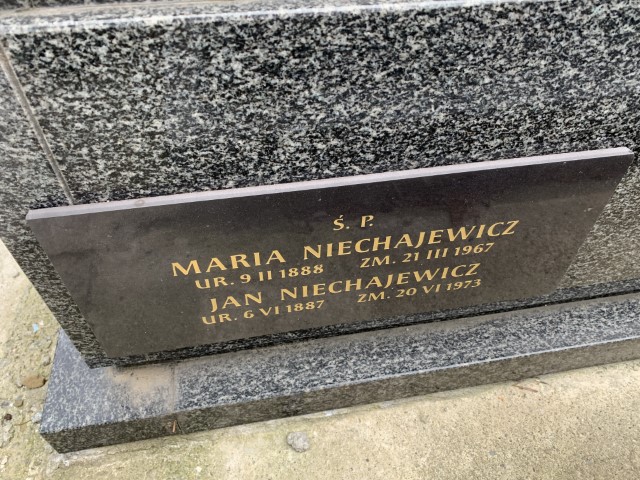 Ś. P.
MARIA NIECHAJEWICZ
UR. 9 II 1888 ZM. 21 III 1967
JAN NIECHAJEWICZ
UR. 6 VI 1887 ZM. 20 VI 1973